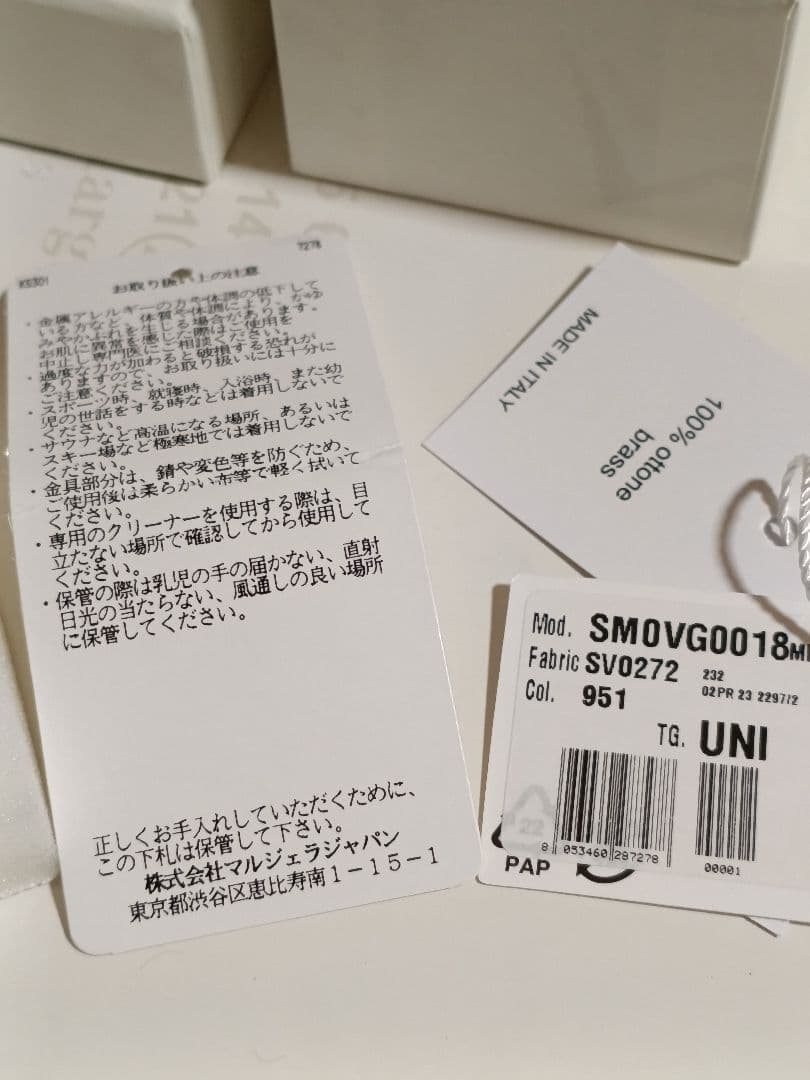 KS301
7278
お取り扱い上の注意
・金属アレルギーの方や体調の低下して
いる方など、体質や体調により、かゆ
みやかぶれを生じる場合があります。
お肌に異常を感じた際はご使用を
中止し専門医にご相談ください。
・過度な力が加わると破損する恐れが
ありますので、お取り扱いには十分に
ご注意ください。
・スポーツ時、就寝時、入浴時、また幼
児の世話をする時などは着用しないで
ください。
・サウナなど高温になる場所、あるいは
スキー場など極寒地では着用しないで
ください。
・金具部分は、錆や変色等を防ぐため、
ご使用後は柔らかい布等で軽く拭いて
ください。
・専用のクリーナーを使用する際は、目
立たない場所で確認してから使用して
ください。
・保管の際は乳児の手の届かない、直射
日光の当たらない、風通しの良い場所
に保管してください。
正しくお手入れしていただくために、
この下札は保管して下さい。
株式会社マルジェラジャパン
東京都渋谷区恵比寿南1-15-1
MADE IN ITALY
100% ottone
brass
Mod. SM0VG0018
Fabric SV0272 232
02PR 23 2297/2
Col. 951
TG. UNI
22
PAP
8 053460 287278
00001
21
14